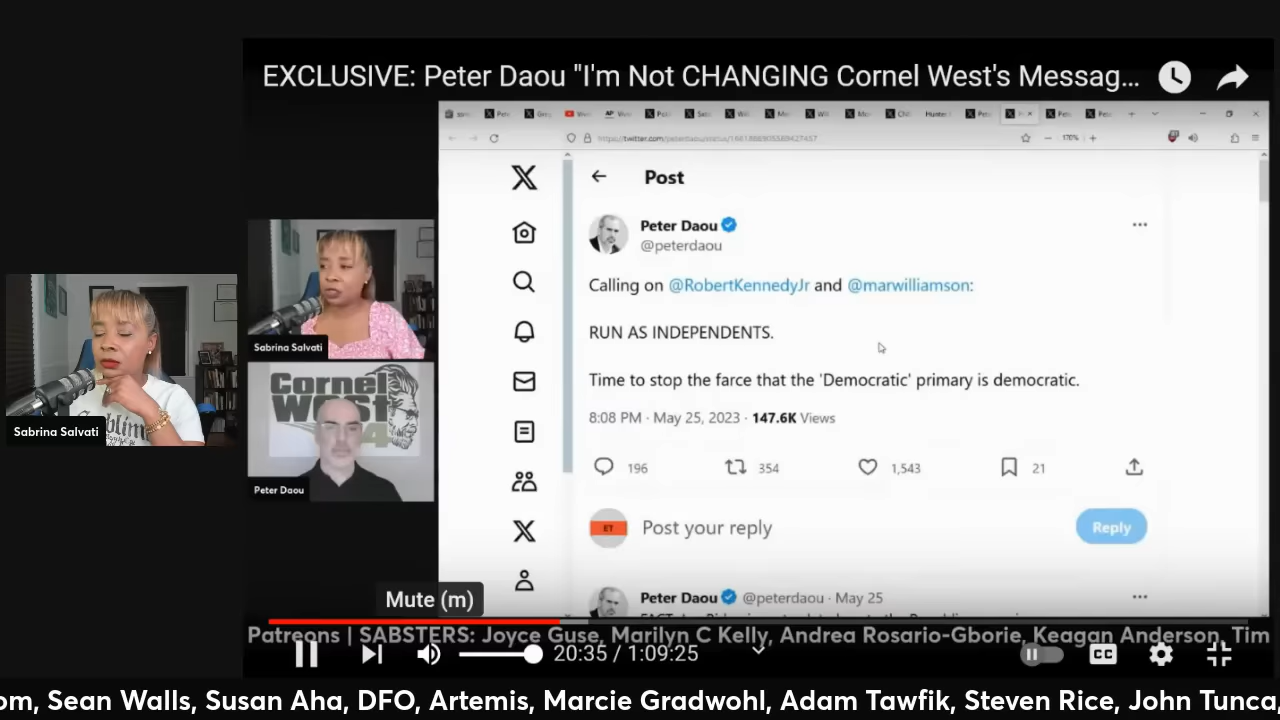 EXCLUSIVE: Peter Daou "I'm Not CHANGING Cornel West's Messag...
170%
X
Post
Peter Daou
@peterdaou
Calling on @RobertKennedyJr and @marwilliamson:
RUN AS INDEPENDENTS.
Time to stop the farce that the 'Democratic' primary is democratic.
8:08 PM · May 25, 2023 · 147.6K Views
196 354 1,543 21
Post your reply
Reply
Peter Daou @peterdaou · May 25
Sabrina Salvati
Sabrina Salvati
Cornel
West
Peter Daou
Mute (m)
Patreons | SABSTERS: Joyce Guse, Marilyn C Kelly, Andrea Rosario-Gborie, Keagan Anderson, Tim
20:35 / 1:09:25
CC
om, Sean Walls, Susan Aha, DFO, Artemis, Marcie Gradwohl, Adam Tawfik, Steven Rice, John Tunca,